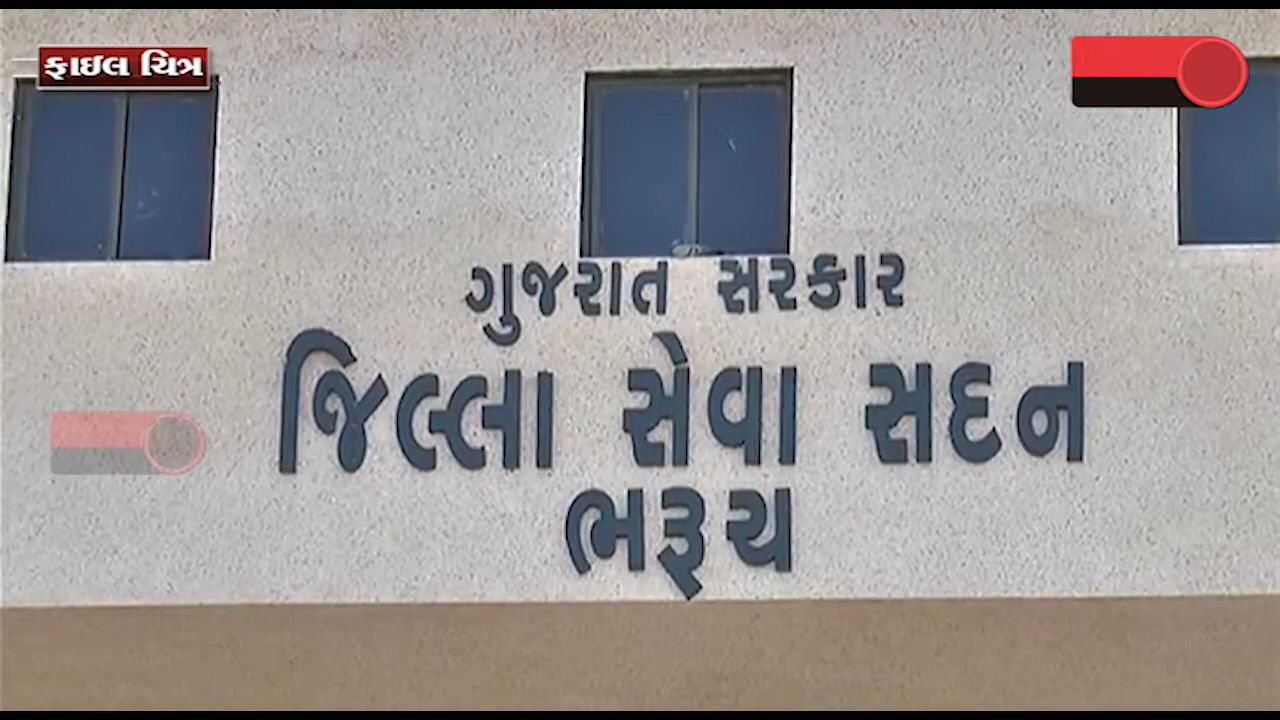 ફાઇલ ચિત્ર
ગુજરાત સરકાર
જિલ્લા સેવા સદન
ભરૂચ